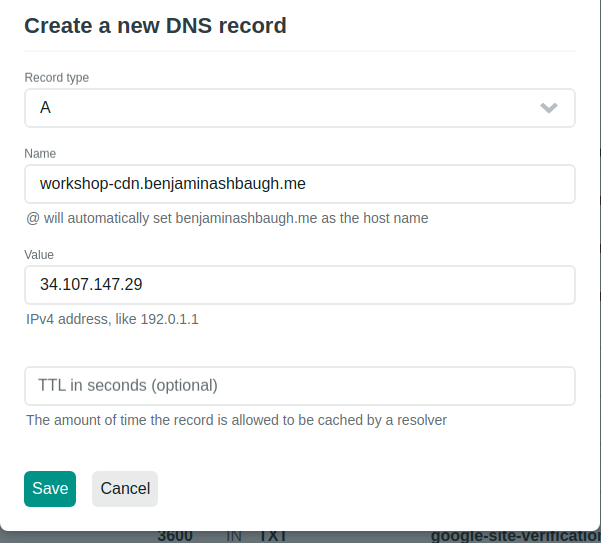 Create a new DNS record
Record type
A
Name
workshop-cdn.benjaminashbaugh.me
@ will automatically set benjaminashbaugh.me as the host name
Value
34.107.147.29
IPv4 address, like 192.0.1.1
TTL in seconds (optional)
The amount of time the record is allowed to be cached by a resolver
Save Cancel
3600 IN TXT google-site-verification